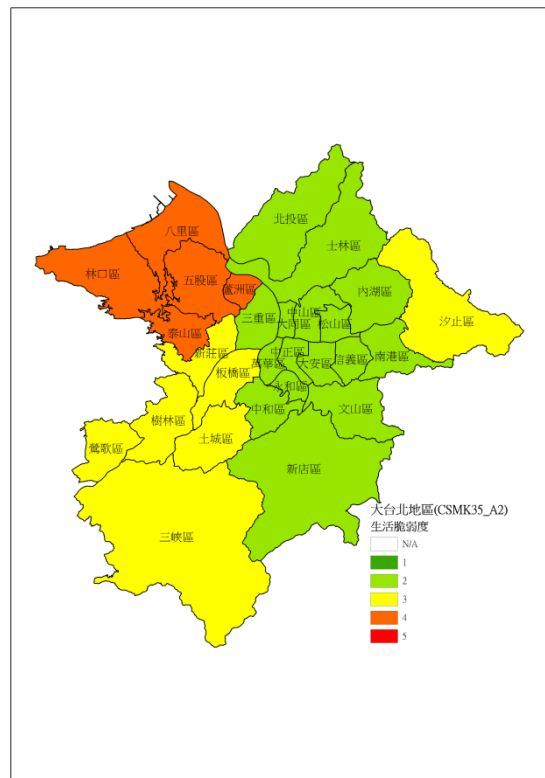 北投區
八里區
士林區
林口區
五股區
蘆洲區
內湖區
汐止區
三重區
中山區
大同區
松山區
泰山區
新莊區
中正區
萬華區
大安區
信義區
南港區
板橋區
永和區
中和區
文山區
樹林區
土城區
鶯歌區
新店區
三峽區
大台北地區(CSMK35_A2)
生活脆弱度
N/A
1
2
3
4
5